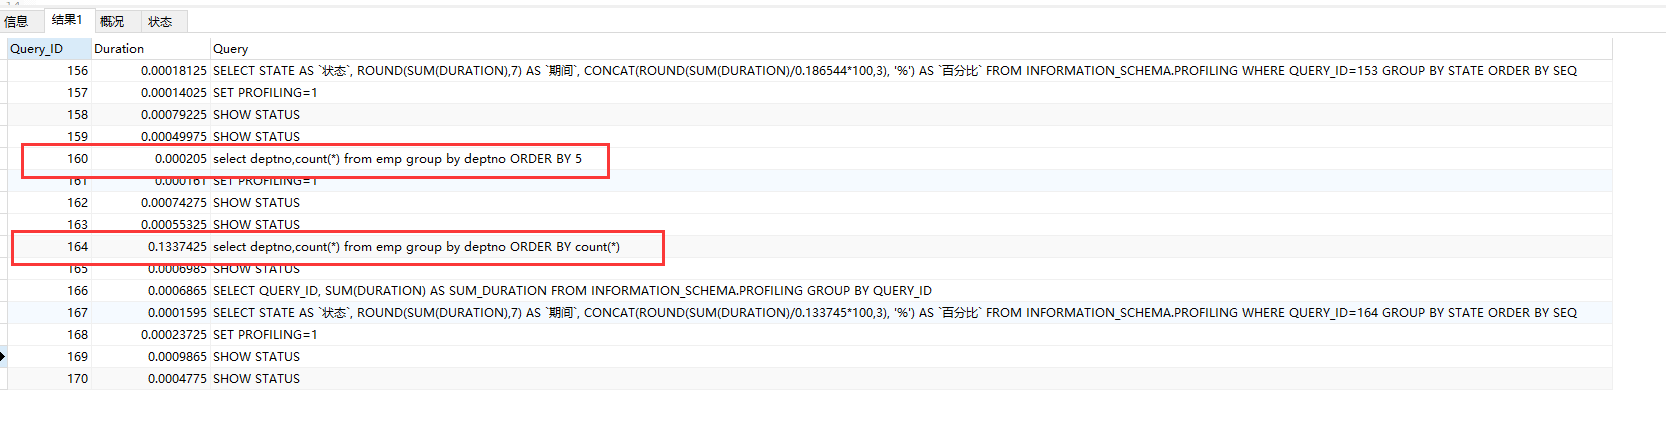 信息 结果1 概况 状态
Query_ID Duration Query
156 0.00018125 SELECT STATE AS `状态`, ROUND(SUM(DURATION),7) AS `期间`, CONCAT(ROUND(SUM(DURATION)/0.186544*100,3), '%') AS `百分比` FROM INFORMATION_SCHEMA.PROFILING WHERE QUERY_ID=153 GROUP BY STATE ORDER BY SEQ
157 0.00014025 SET PROFILING=1
158 0.00079225 SHOW STATUS
159 0.00049975 SHOW STATUS
160 0.000205 select deptno,count(*) from emp group by deptno ORDER BY 5
161 0.000161 SET PROFILING=1
162 0.00074275 SHOW STATUS
163 0.00055325 SHOW STATUS
164 0.1337425 select deptno,count(*) from emp group by deptno ORDER BY count(*)
165 0.0006985 SHOW STATUS
166 0.0006865 SELECT QUERY_ID, SUM(DURATION) AS SUM_DURATION FROM INFORMATION_SCHEMA.PROFILING GROUP BY QUERY_ID
167 0.0001595 SELECT STATE AS `状态`, ROUND(SUM(DURATION),7) AS `期间`, CONCAT(ROUND(SUM(DURATION)/0.133745*100,3), '%') AS `百分比` FROM INFORMATION_SCHEMA.PROFILING WHERE QUERY_ID=164 GROUP BY STATE ORDER BY SEQ
168 0.00023725 SET PROFILING=1
169 0.0009865 SHOW STATUS
170 0.0004775 SHOW STATUS